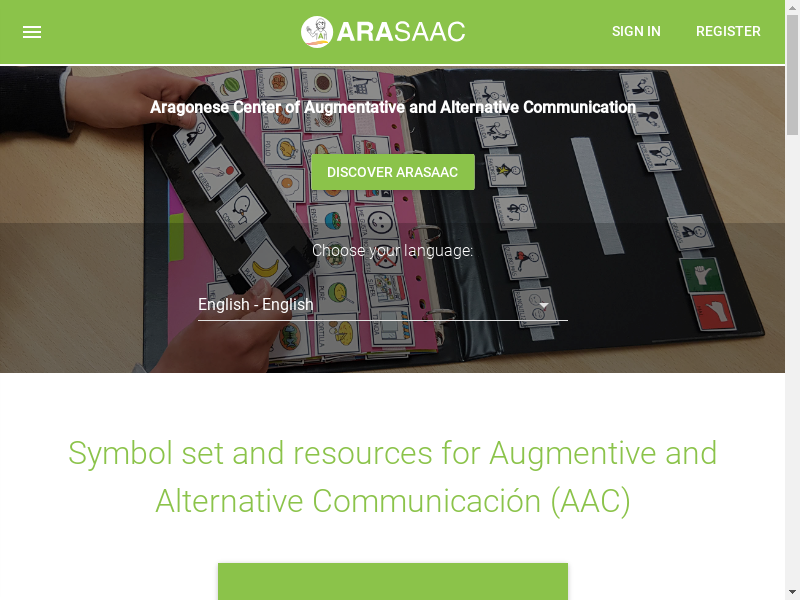 ARASAAC
SIGN IN
REGISTER
Aragonese Center of Augmentative and Alternative Communication
DISCOVER ARASAAC
Choose your language:
English - English
Symbol set and resources for Augmentive and
Alternative Communicación (AAC)